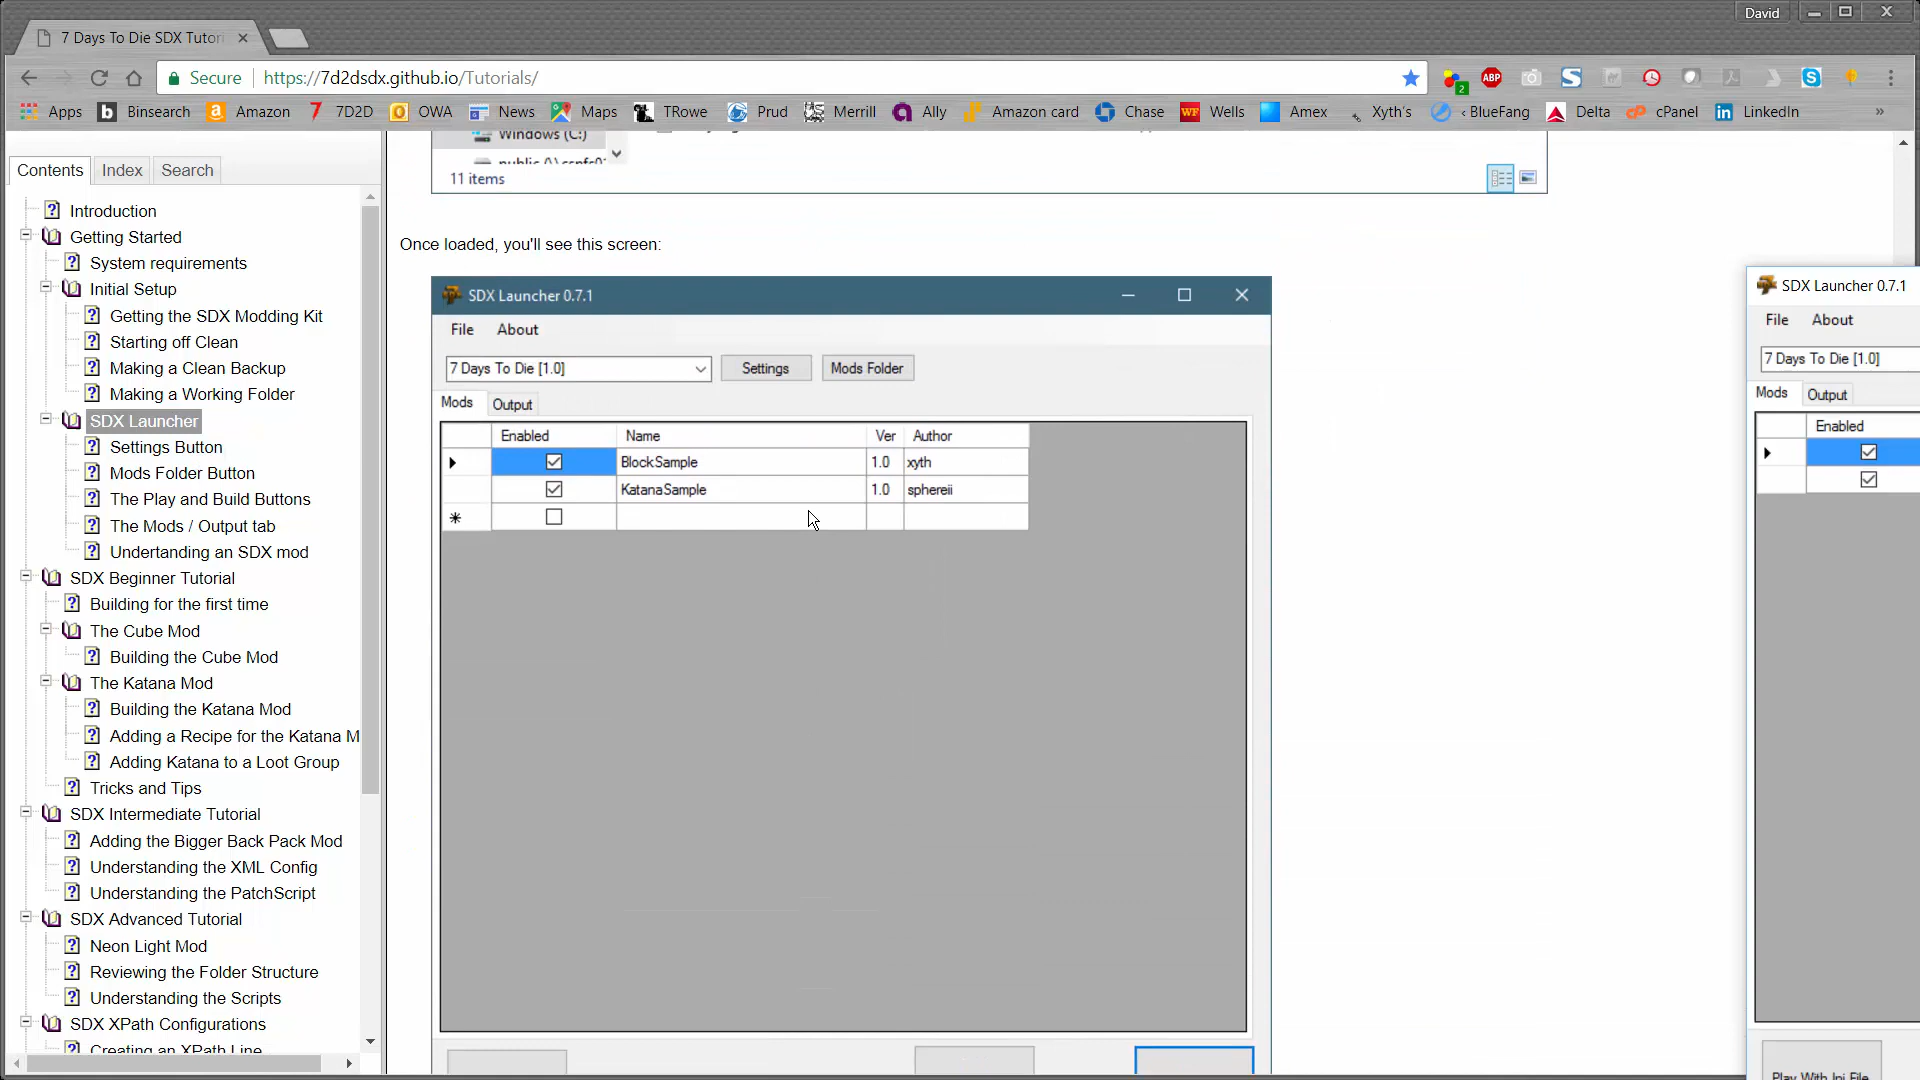 David
7 Days To Die SDX Tutori
Secure https://7d2dsdx.github.io/Tutorials/
ABP
2
Apps Binsearch Amazon 7D2D OWA News Maps TRowe Prud Merrill Ally Amazon card Chase Wells Amex Xyth's ‹ BlueFang Delta cPanel LinkedIn »
Contents Index Search
Introduction
Getting Started
System requirements
Initial Setup
Getting the SDX Modding Kit
Starting off Clean
Making a Clean Backup
Making a Working Folder
SDX Launcher
Settings Button
Mods Folder Button
The Play and Build Buttons
The Mods / Output tab
Undertanding an SDX mod
SDX Beginner Tutorial
Building for the first time
The Cube Mod
Building the Cube Mod
The Katana Mod
Building the Katana Mod
Adding a Recipe for the Katana M
Adding Katana to a Loot Group
Tricks and Tips
SDX Intermediate Tutorial
Adding the Bigger Back Pack Mod
Understanding the XML Config
Understanding the PatchScript
SDX Advanced Tutorial
Neon Light Mod
Reviewing the Folder Structure
Understanding the Scripts
SDX XPath Configurations
Creating an XPath Line
Windows (C:)
11 items
Once loaded, you'll see this screen:
SDX Launcher 0.7.1
File About
7 Days To Die [1.0] Settings Mods Folder
Mods Output
Enabled Name Ver Author
BlockSample 1.0 xyth
KatanaSample 1.0 sphereii
SDX Launcher 0.7.1
File About
7 Days To Die [1.0]
Mods Output
Enabled
Play With Ini File